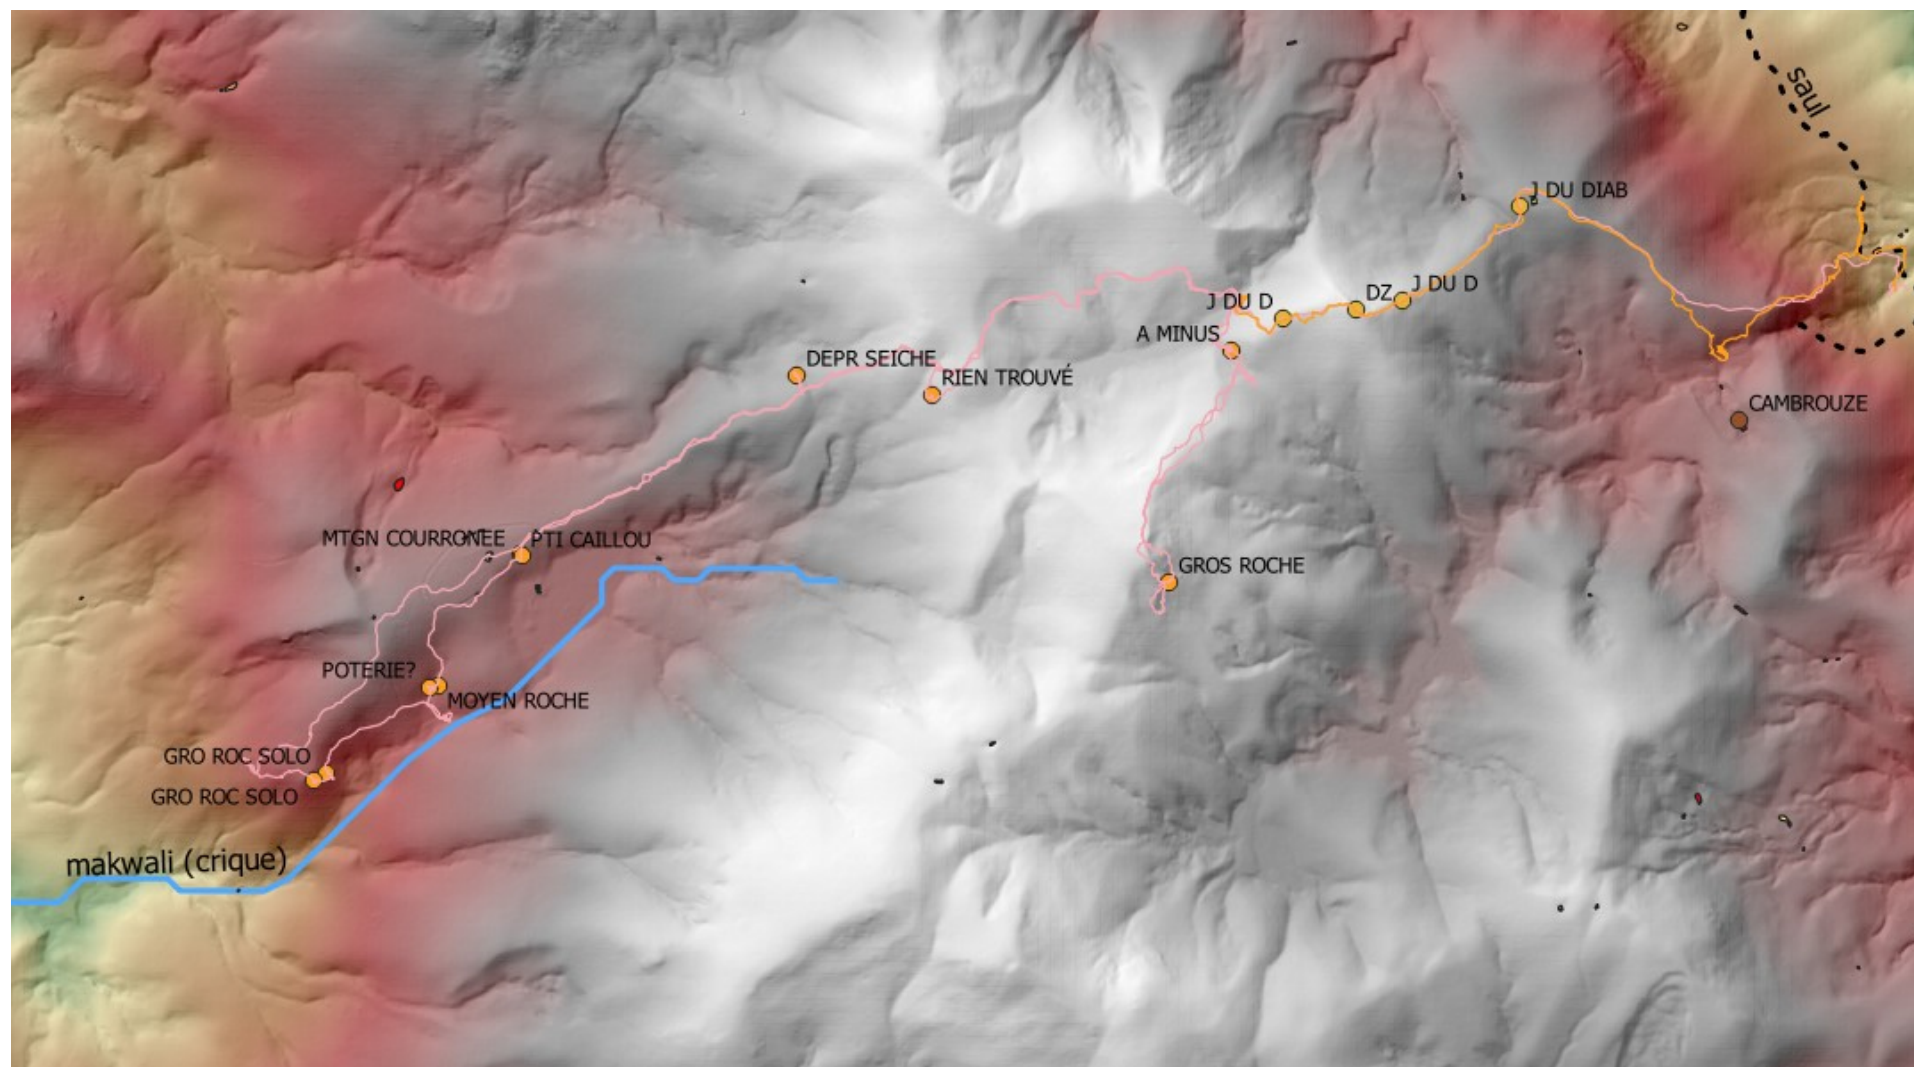 saul
J DU DIAB
J DU D
DZ
J DU D
A MINUS
DEPR SEICHE
RIEN TROUVÉ
CAMBROUZE
MTGN COURRONEE
PTI CAILLOU
GROS ROCHE
POTERIE?
MOYEN ROCHE
GRO ROC SOLO
GRO ROC SOLO
makwali (crique)